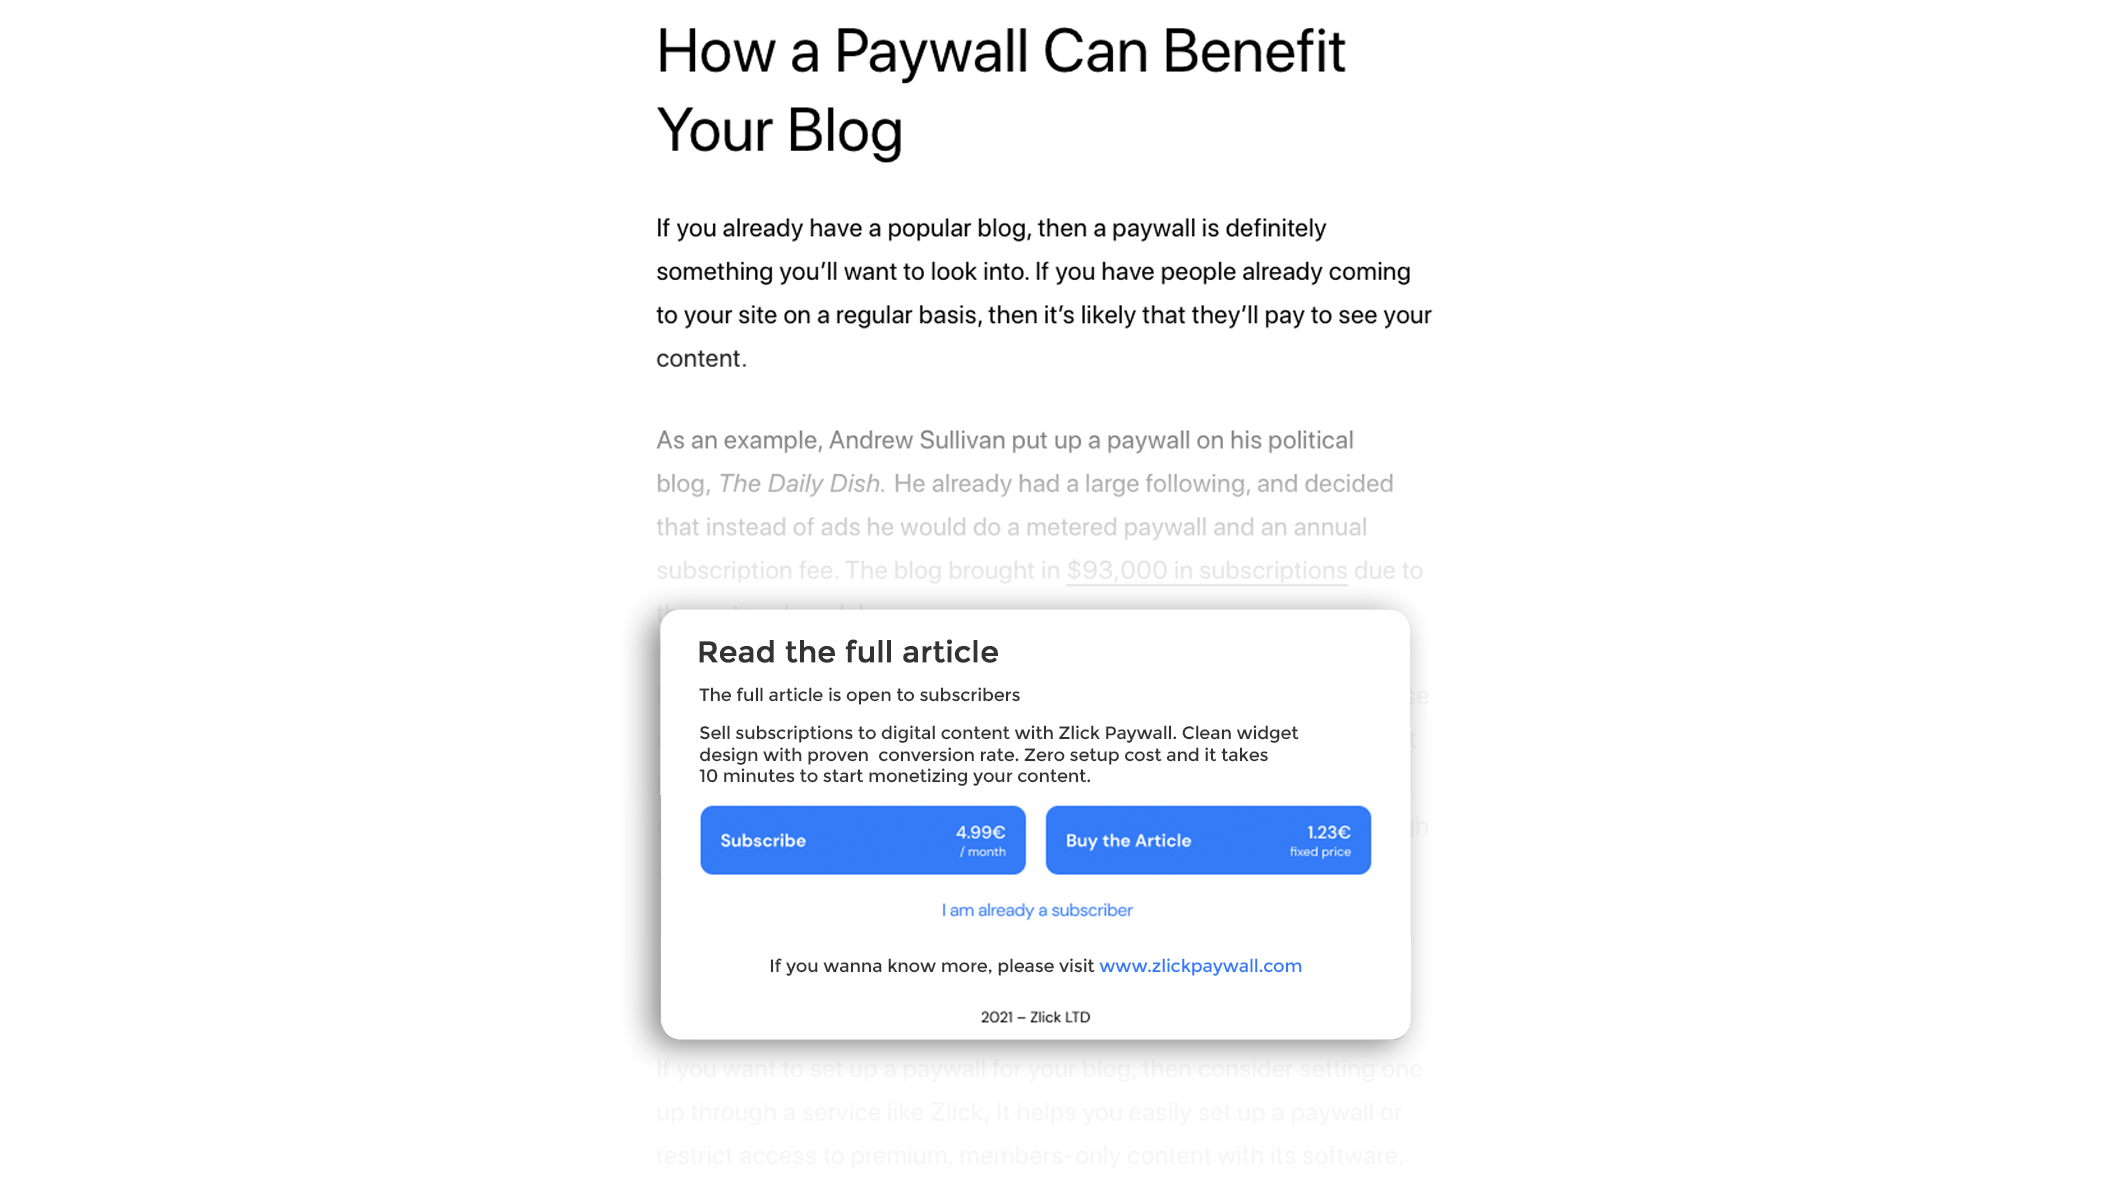 How a Paywall Can Benefit
Your Blog
If you already have a popular blog, then a paywall is definitely
something you’ll want to look into. If you have people already coming
to your site on a regular basis, then it’s likely that they’ll pay to see your
content.
As an example, Andrew Sullivan put up a paywall on his political
blog, The Daily Dish. He already had a large following, and decided
that instead of ads he would do a metered paywall and an annual
subscription fee. The blog brought in $93,000 in subscriptions due to
Read the full article
The full article is open to subscribers
Sell subscriptions to digital content with Zlick Paywall. Clean widget
design with proven conversion rate. Zero setup cost and it takes
10 minutes to start monetizing your content.
Subscribe 4.99€ / month
Buy the Article 1.23€ fixed price
I am already a subscriber
If you wanna know more, please visit www.zlickpaywall.com
2021 – Zlick LTD
If you want to set up a paywall for your blog, then consider setting one
up through a service like Zlick, It helps you easily set up a paywall or
restrict access to premium, members-only content with its software.